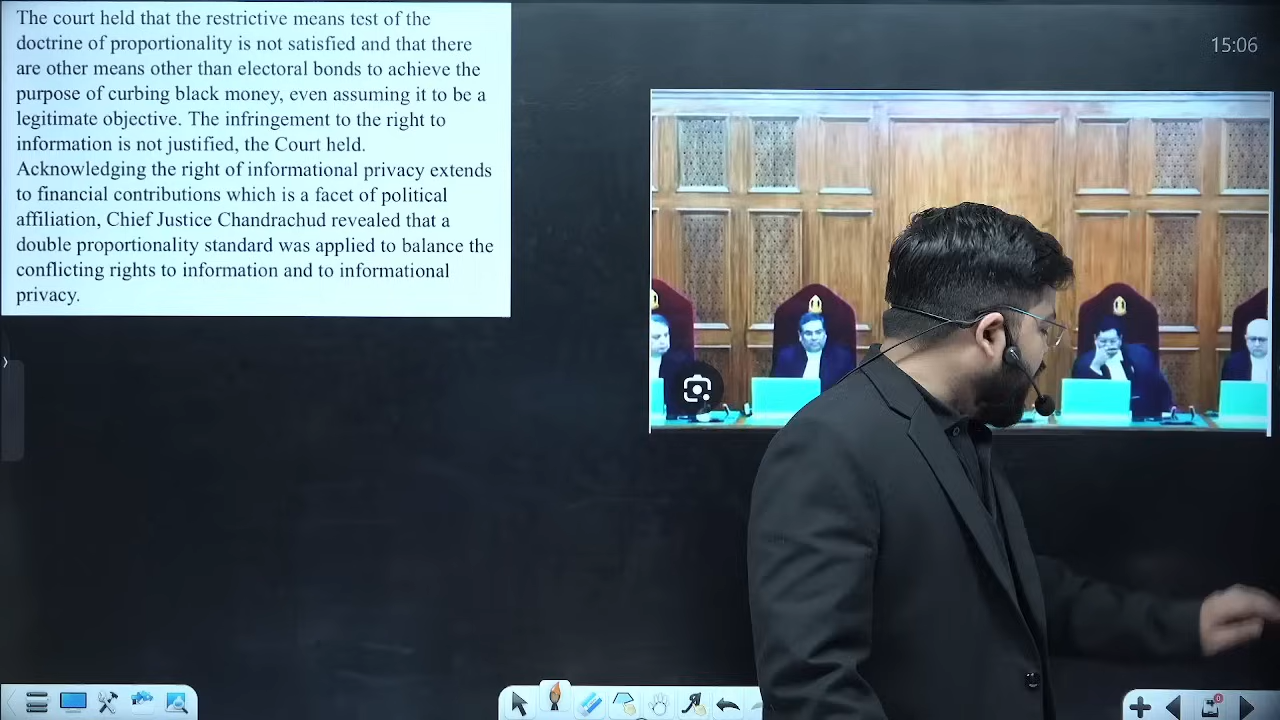 The court held that the restrictive means test of the
doctrine of proportionality is not satisfied and that there
are other means other than electoral bonds to achieve the
purpose of curbing black money, even assuming it to be a
legitimate objective. The infringement to the right to
information is not justified, the Court held.
Acknowledging the right of informational privacy extends
to financial contributions which is a facet of political
affiliation, Chief Justice Chandrachud revealed that a
double proportionality standard was applied to balance the
conflicting rights to information and to informational
privacy.
15:06